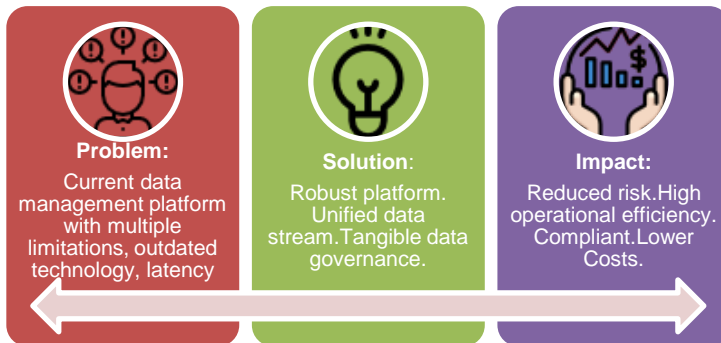 Problem:
Current data
management platform
with multiple
limitations, outdated
technology, latency
Solution:
Robust platform.
Unified data
stream.Tangible data
governance.
Impact:
Reduced risk.High
operational efficiency.
Compliant.Lower
Costs.
$